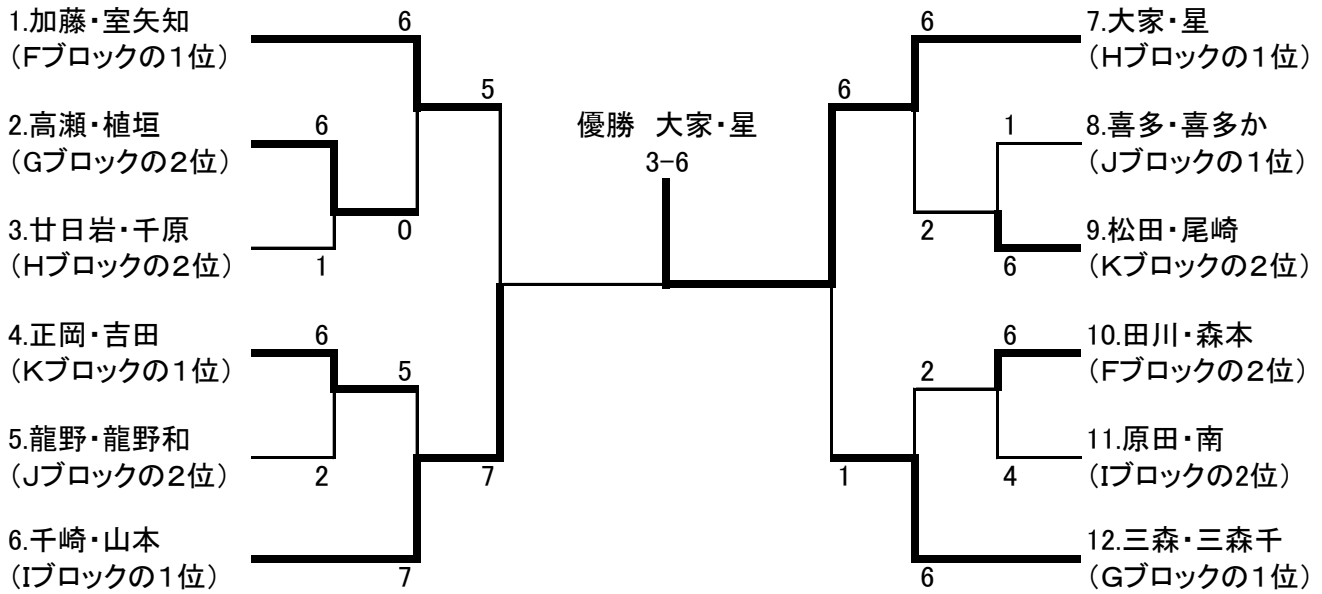 1.加藤・室矢知
(Fブロックの1位)
6
2.高瀬・植垣
(Gブロックの2位)
6
3.廿日岩・千原
(Hブロックの2位)
1
0
5
4.正岡・吉田
(Kブロックの1位)
6
5.龍野・龍野和
(Jブロックの2位)
2
5
6.千崎・山本
(Iブロックの1位)
7
7
優勝 大家・星
3-6
6
7.大家・星
(Hブロックの1位)
6
1
8.喜多・喜多か
(Jブロックの1位)
2
6
9.松田・尾崎
(Kブロックの2位)
6
10.田川・森本
(Fブロックの2位)
2
4
11.原田・南
(Iブロックの2位)
1
6
12.三森・三森千
(Gブロックの1位)